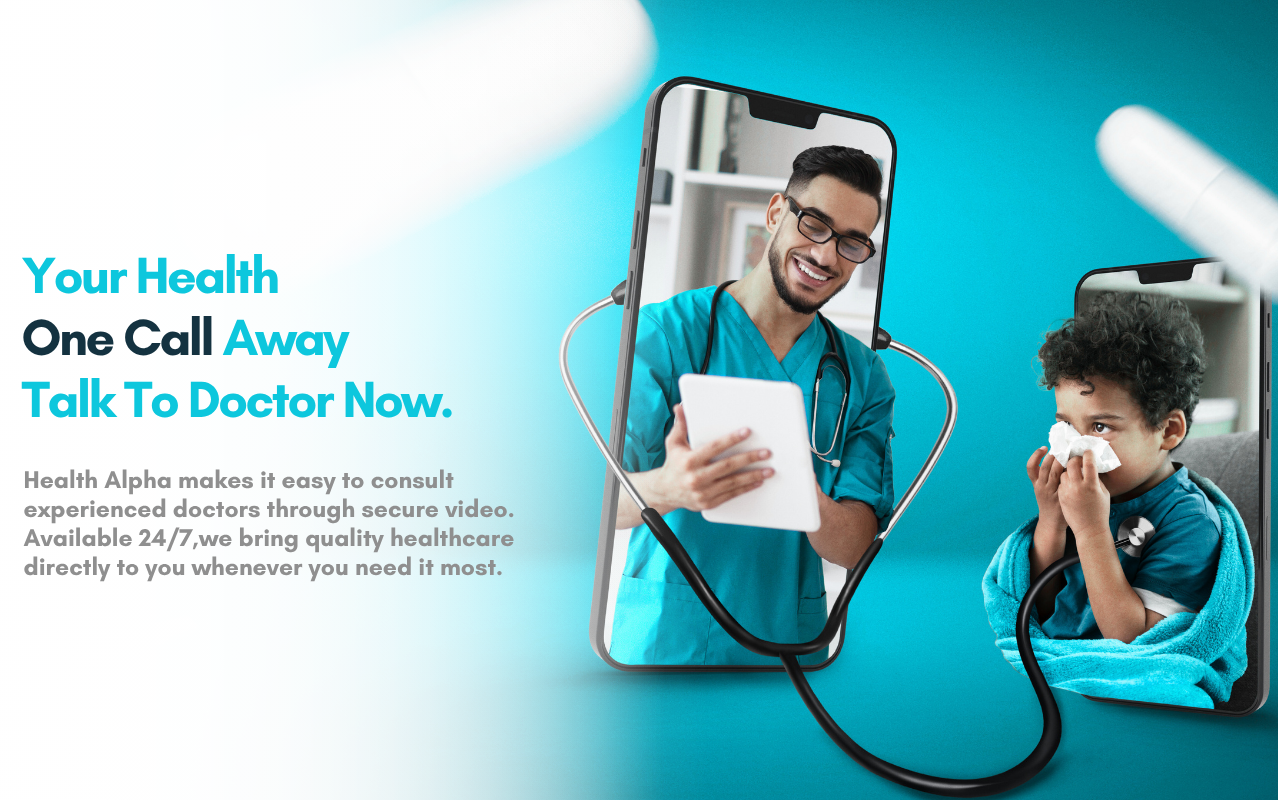 Your Health
One Call Away
Talk To Doctor Now.
Health Alpha makes it easy to consult
experienced doctors through secure video.
Available 24/7,we bring quality healthcare
directly to you whenever you need it most.